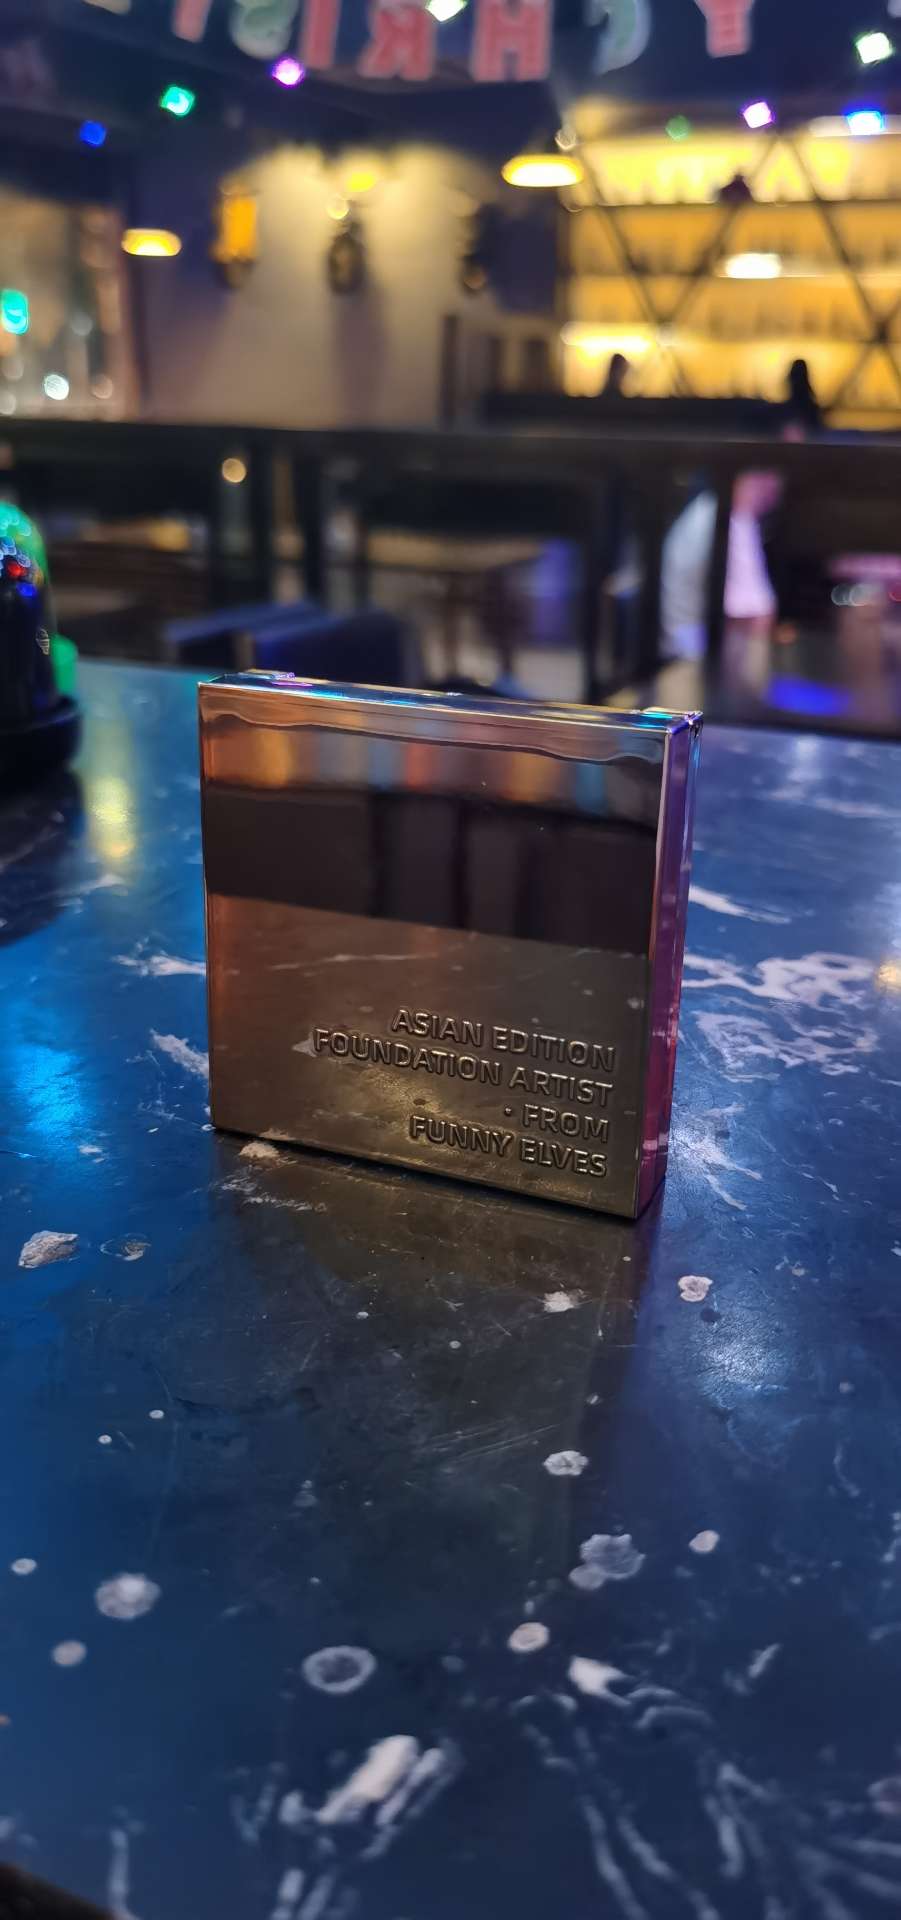 ASIAN EDITION
FOUNDATION ARTIST
· FROM
FUNNY ELVES